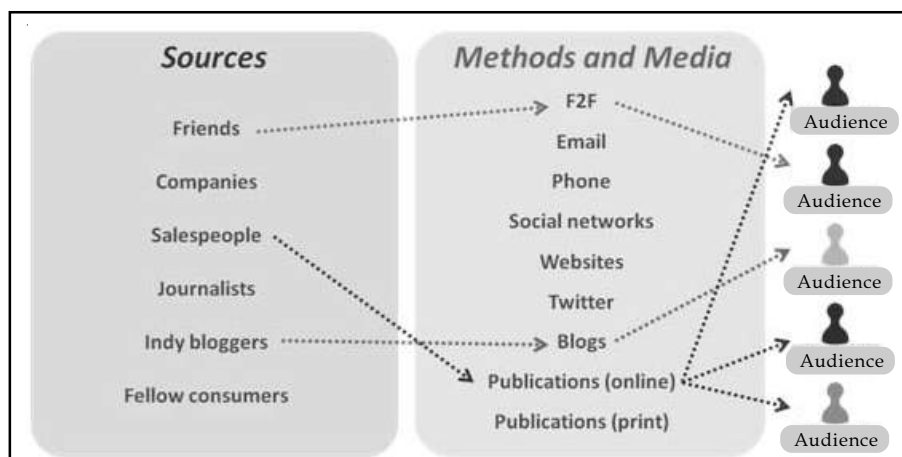 Sources
Friends
Companies
Salespeople
Journalists
Indy bloggers
Fellow consumers
Methods and Media
F2F
Email
Phone
Social networks
Websites
Twitter
Blogs
Publications (online)
Publications (print)
Audience
Audience
Audience
Audience
Audience